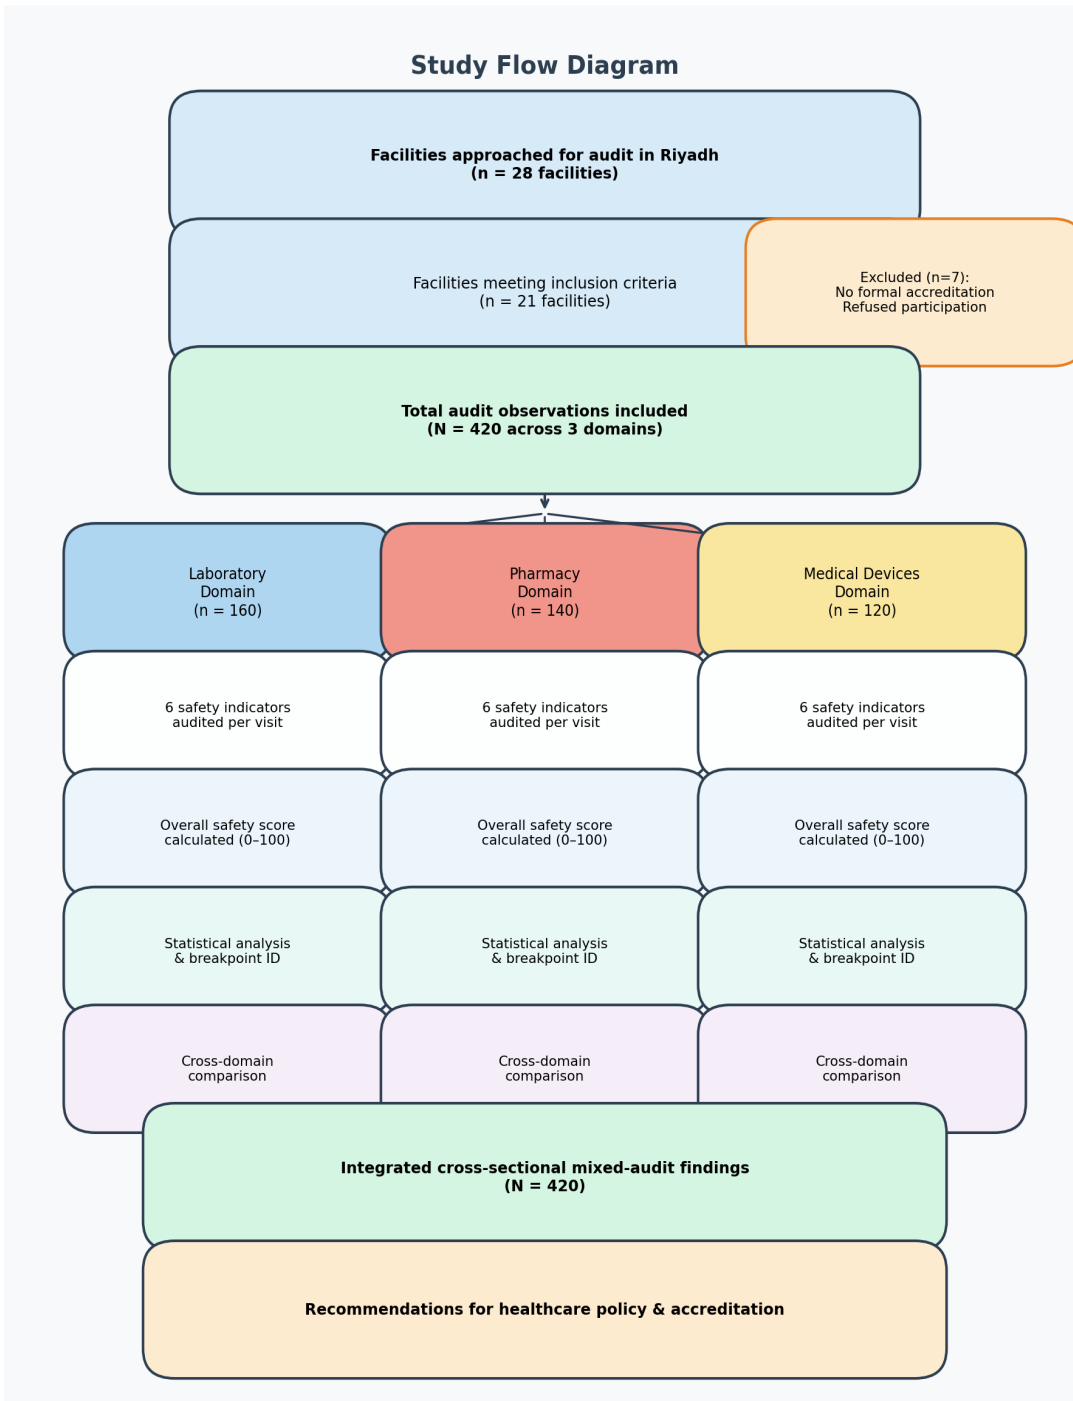 Study Flow Diagram
Facilities approached for audit in Riyadh
(n = 28 facilities)
Facilities meeting inclusion criteria
(n = 21 facilities)
Excluded (n=7):
No formal accreditation
Refused participation
Total audit observations included
(N = 420 across 3 domains)
Laboratory
Domain
(n = 160)
Pharmacy
Domain
(n = 140)
Medical Devices
Domain
(n = 120)
6 safety indicators
audited per visit
6 safety indicators
audited per visit
6 safety indicators
audited per visit
Overall safety score
calculated (0–100)
Overall safety score
calculated (0–100)
Overall safety score
calculated (0–100)
Statistical analysis
& breakpoint ID
Statistical analysis
& breakpoint ID
Statistical analysis
& breakpoint ID
Cross-domain
comparison
Cross-domain
comparison
Cross-domain
comparison
Integrated cross-sectional mixed-audit findings
(N = 420)
Recommendations for healthcare policy & accreditation